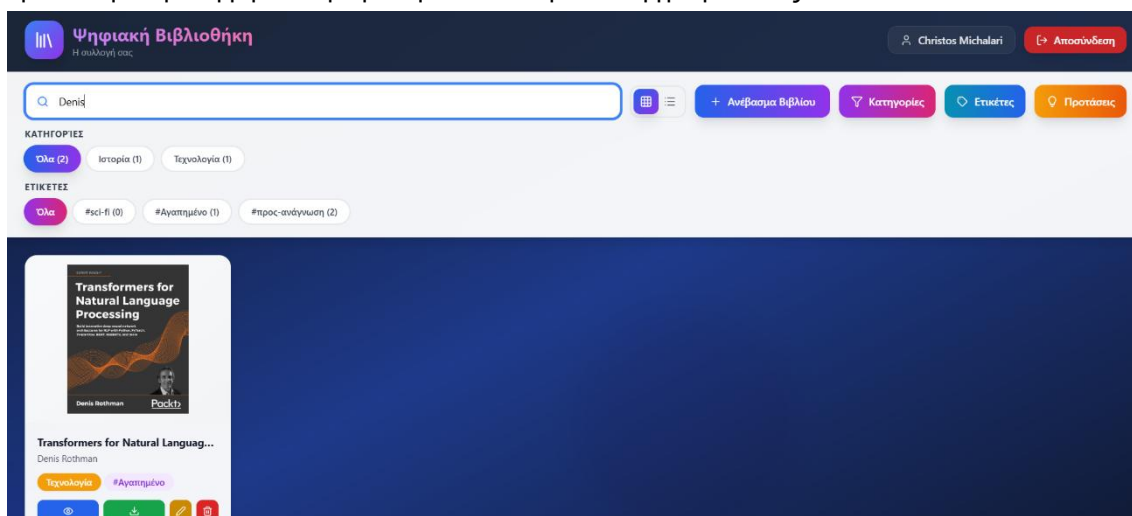 Ψηφιακή Βιβλιοθήκη
Η συλλογή σας
Christos Michalari
Αποσύνδεση
Denis
+ Ανέβασμα Βιβλίου
Κατηγορίες
Ετικέτες
Προτάσεις
ΚΑΤΗΓΟΡΊΕΣ
Όλα (2) Ιστορία (1) Τεχνολογία (1)
ΕΤΙΚΈΤΕΣ
Όλα #sci-fi (0) #Αγαπημένο (1) #προς-ανάγνωση (2)
Transformers for
Natural Language
Processing
Denis Rothman Packt>
Transformers for Natural Languag...
Denis Rothman
Τεχνολογία #Αγαπημένο